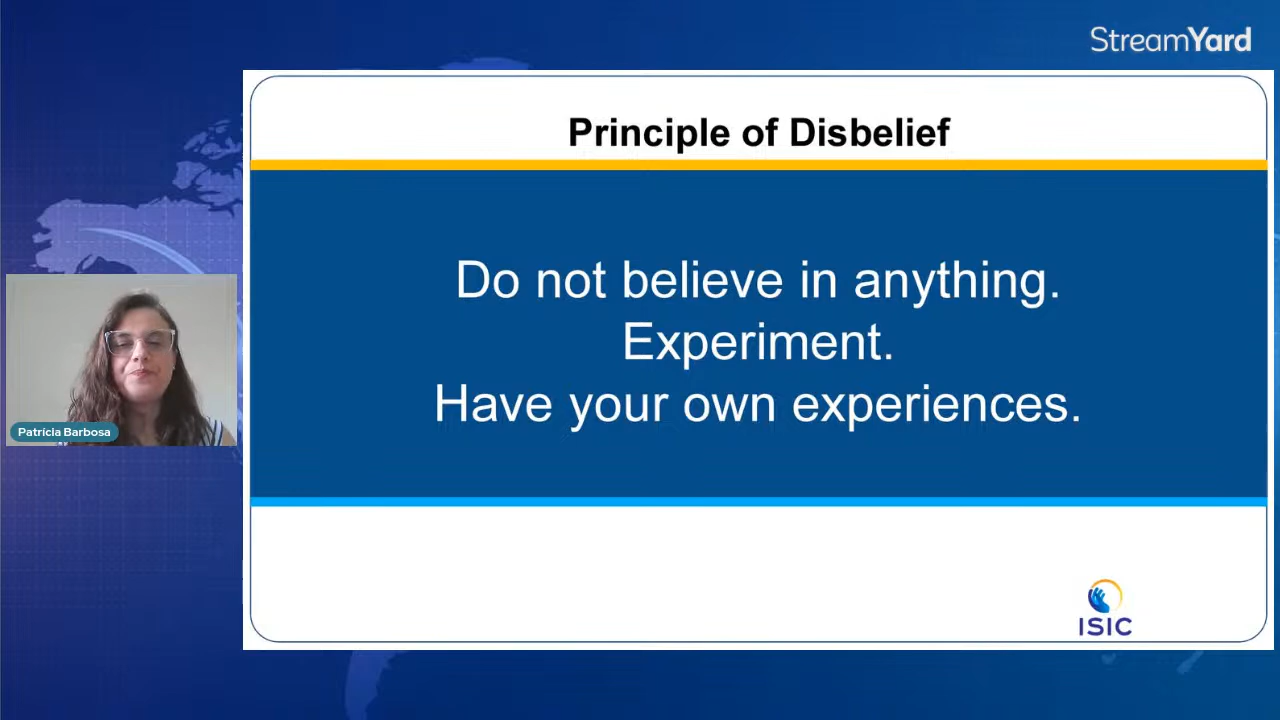 StreamYard
Principle of Disbelief
Do not believe in anything.
Experiment.
Have your own experiences.
Patrícia Barbosa
ISIC